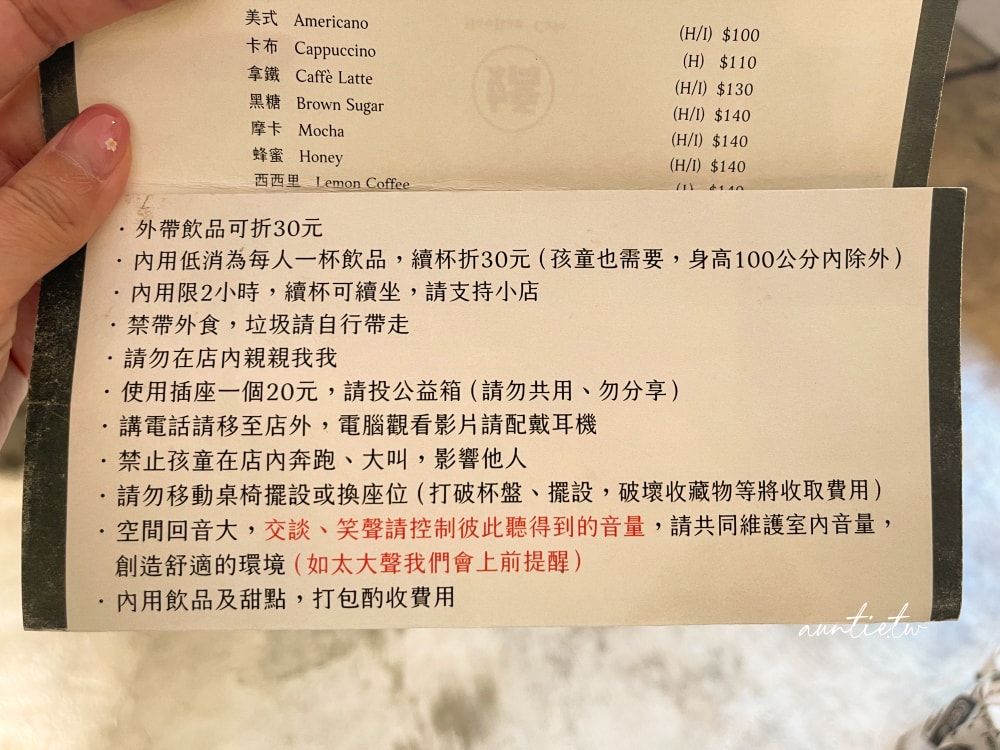 美式 Americano (H/I) $100
卡布 Cappuccino (H) $110
拿鐵 Caffè Latte (H/I) $130
黑糖 Brown Sugar (H/I) $140
摩卡 Mocha (H/I) $140
蜂蜜 Honey (H/I) $140
西西里 Lemon Coffee (I) $140
·外帶飲品可折30元
·內用低消為每人一杯飲品，續杯折30元（孩童也需要，身高100公分內除外）
·內用限2小時，續杯可續坐，請支持小店
·禁帶外食，垃圾請自行帶走
·請勿在店內親親我我
·使用插座一個20元，請投公益箱（請勿共用、勿分享）
·講電話請移至店外，電腦觀看影片請配戴耳機
·禁止孩童在店內奔跑、大叫，影響他人
·請勿移動桌椅擺設或換座位（打破杯盤、擺設，破壞收藏物等將收取費用）
·空間回音大，交談、笑聲請控制彼此聽得到的音量，請共同維護室內音量，
創造舒適的環境（如太大聲我們會上前提醒）
·內用飲品及甜點，打包酌收費用
auntie.tw